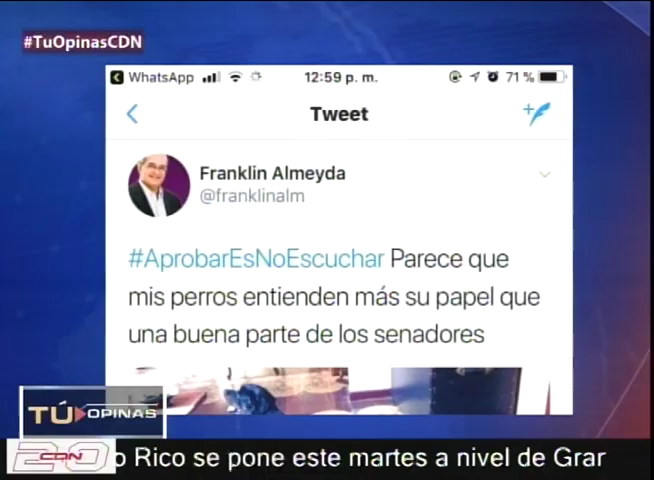 #TuOpinasCDN
WhatsApp 12:59 p. m. 71 %
Tweet
Franklin Almeyda
@franklinalm
#AprobarEsNoEscuchar Parece que
mis perros entienden más su papel que
una buena parte de los senadores
TÚ OPINAS
CDN 20 o Rico se pone este martes a nivel de Grar